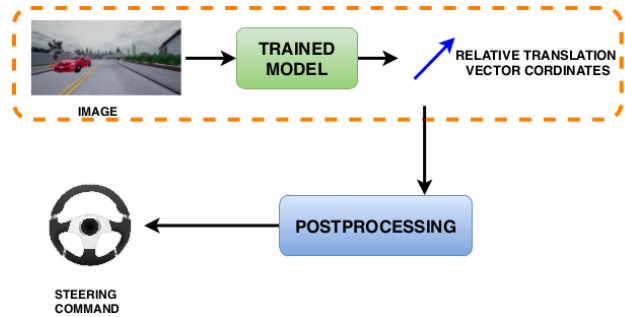 TRAINED
MODEL
RELATIVE TRANSLATION
VECTOR CORDINATES
IMAGE
POSTPROCESSING
STEERING
COMMAND